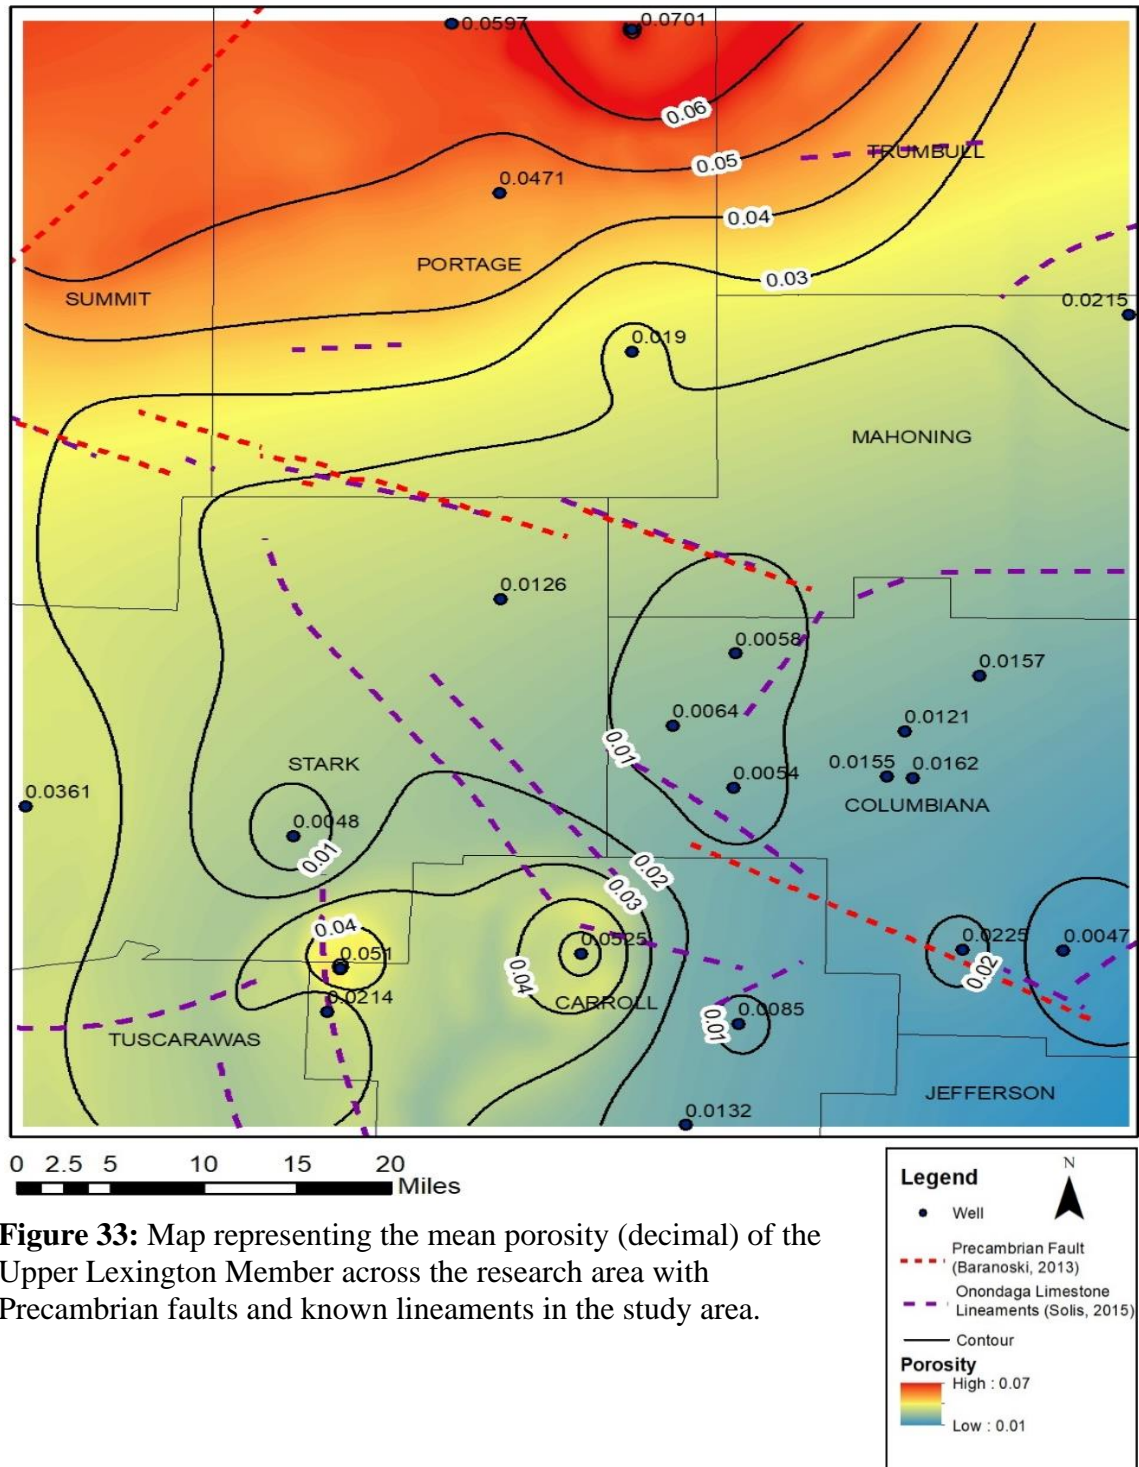 0.0597
0.0701
0.06
0.05
TRUMBULL
0.0471
0.04
PORTAGE
0.03
SUMMIT
0.0215
0.019
MAHONING
0.0126
0.0058
0.0157
0.0064
0.0121
0.01
STARK
0.0155
0.0162
0.0054
0.0361
COLUMBIANA
0.0048
0.01
0.02
0.03
0.04
0.051
0.0525
0.0225
0.0047
0.02
0.04
0.0214
CARROLL
0.0085
0.01
TUSCARAWAS
JEFFERSON
0.0132
0 2.5 5 10 15 20
Miles
Figure 33: Map representing the mean porosity (decimal) of the
Upper Lexington Member across the research area with
Precambrian faults and known lineaments in the study area.
N
Legend
Well
Precambrian Fault
(Baranoski, 2013)
Onondaga Limestone
Lineaments (Solis, 2015)
Contour
Porosity
High : 0.07
Low : 0.01